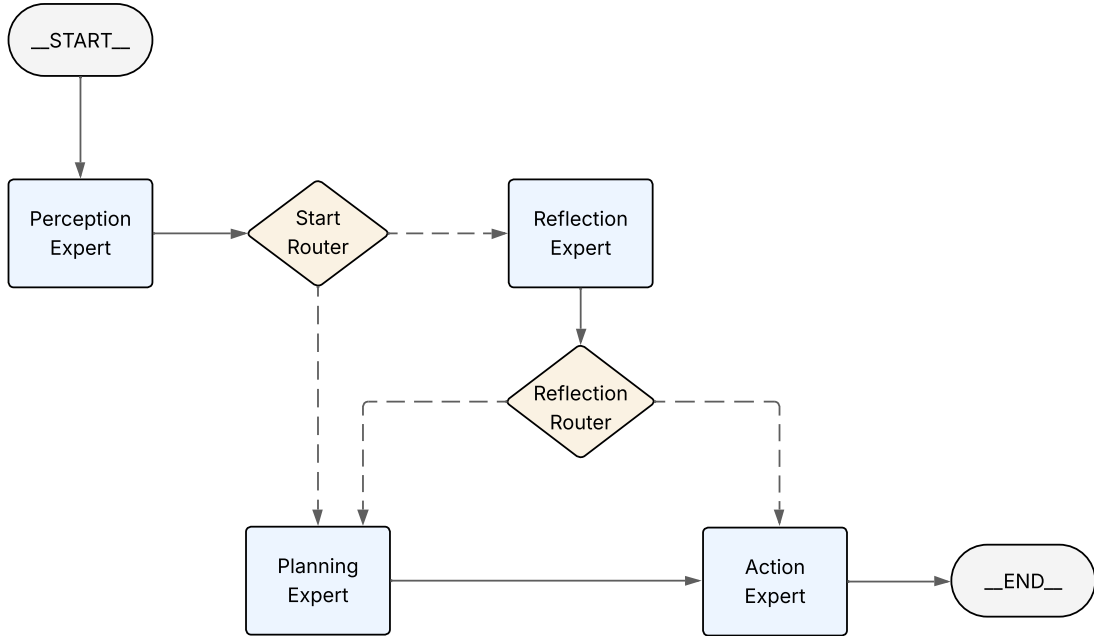 __START__
Perception
Expert
Start
Router
Reflection
Expert
Reflection
Router
Planning
Expert
Action
Expert
__END__